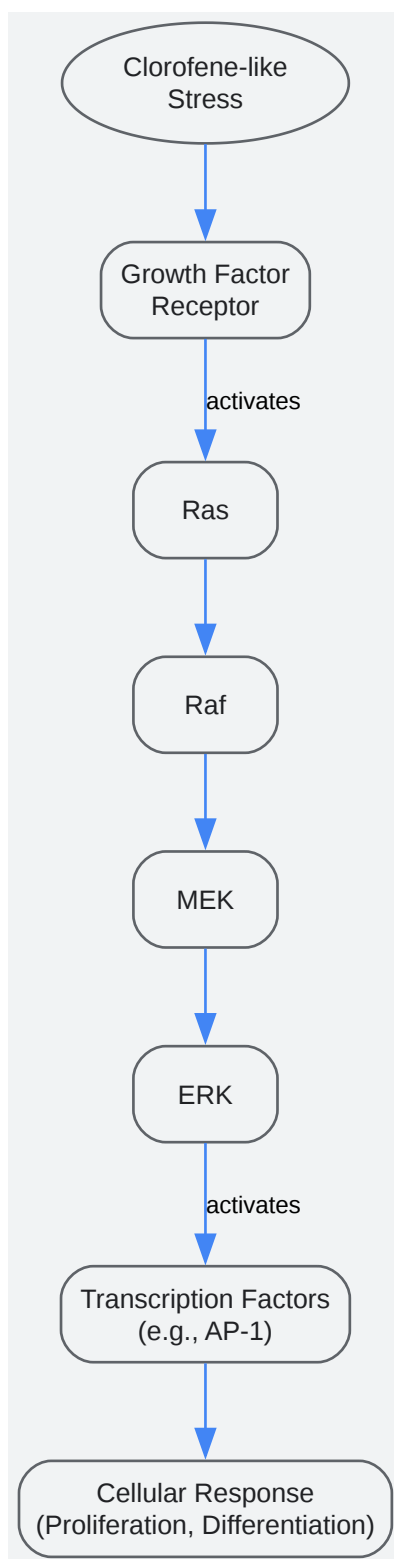 Clorofene-like
Stress
Growth Factor
Receptor
activates
Ras
Raf
MEK
ERK
activates
Transcription Factors
(e.g., AP-1)
Cellular Response
(Proliferation, Differentiation)